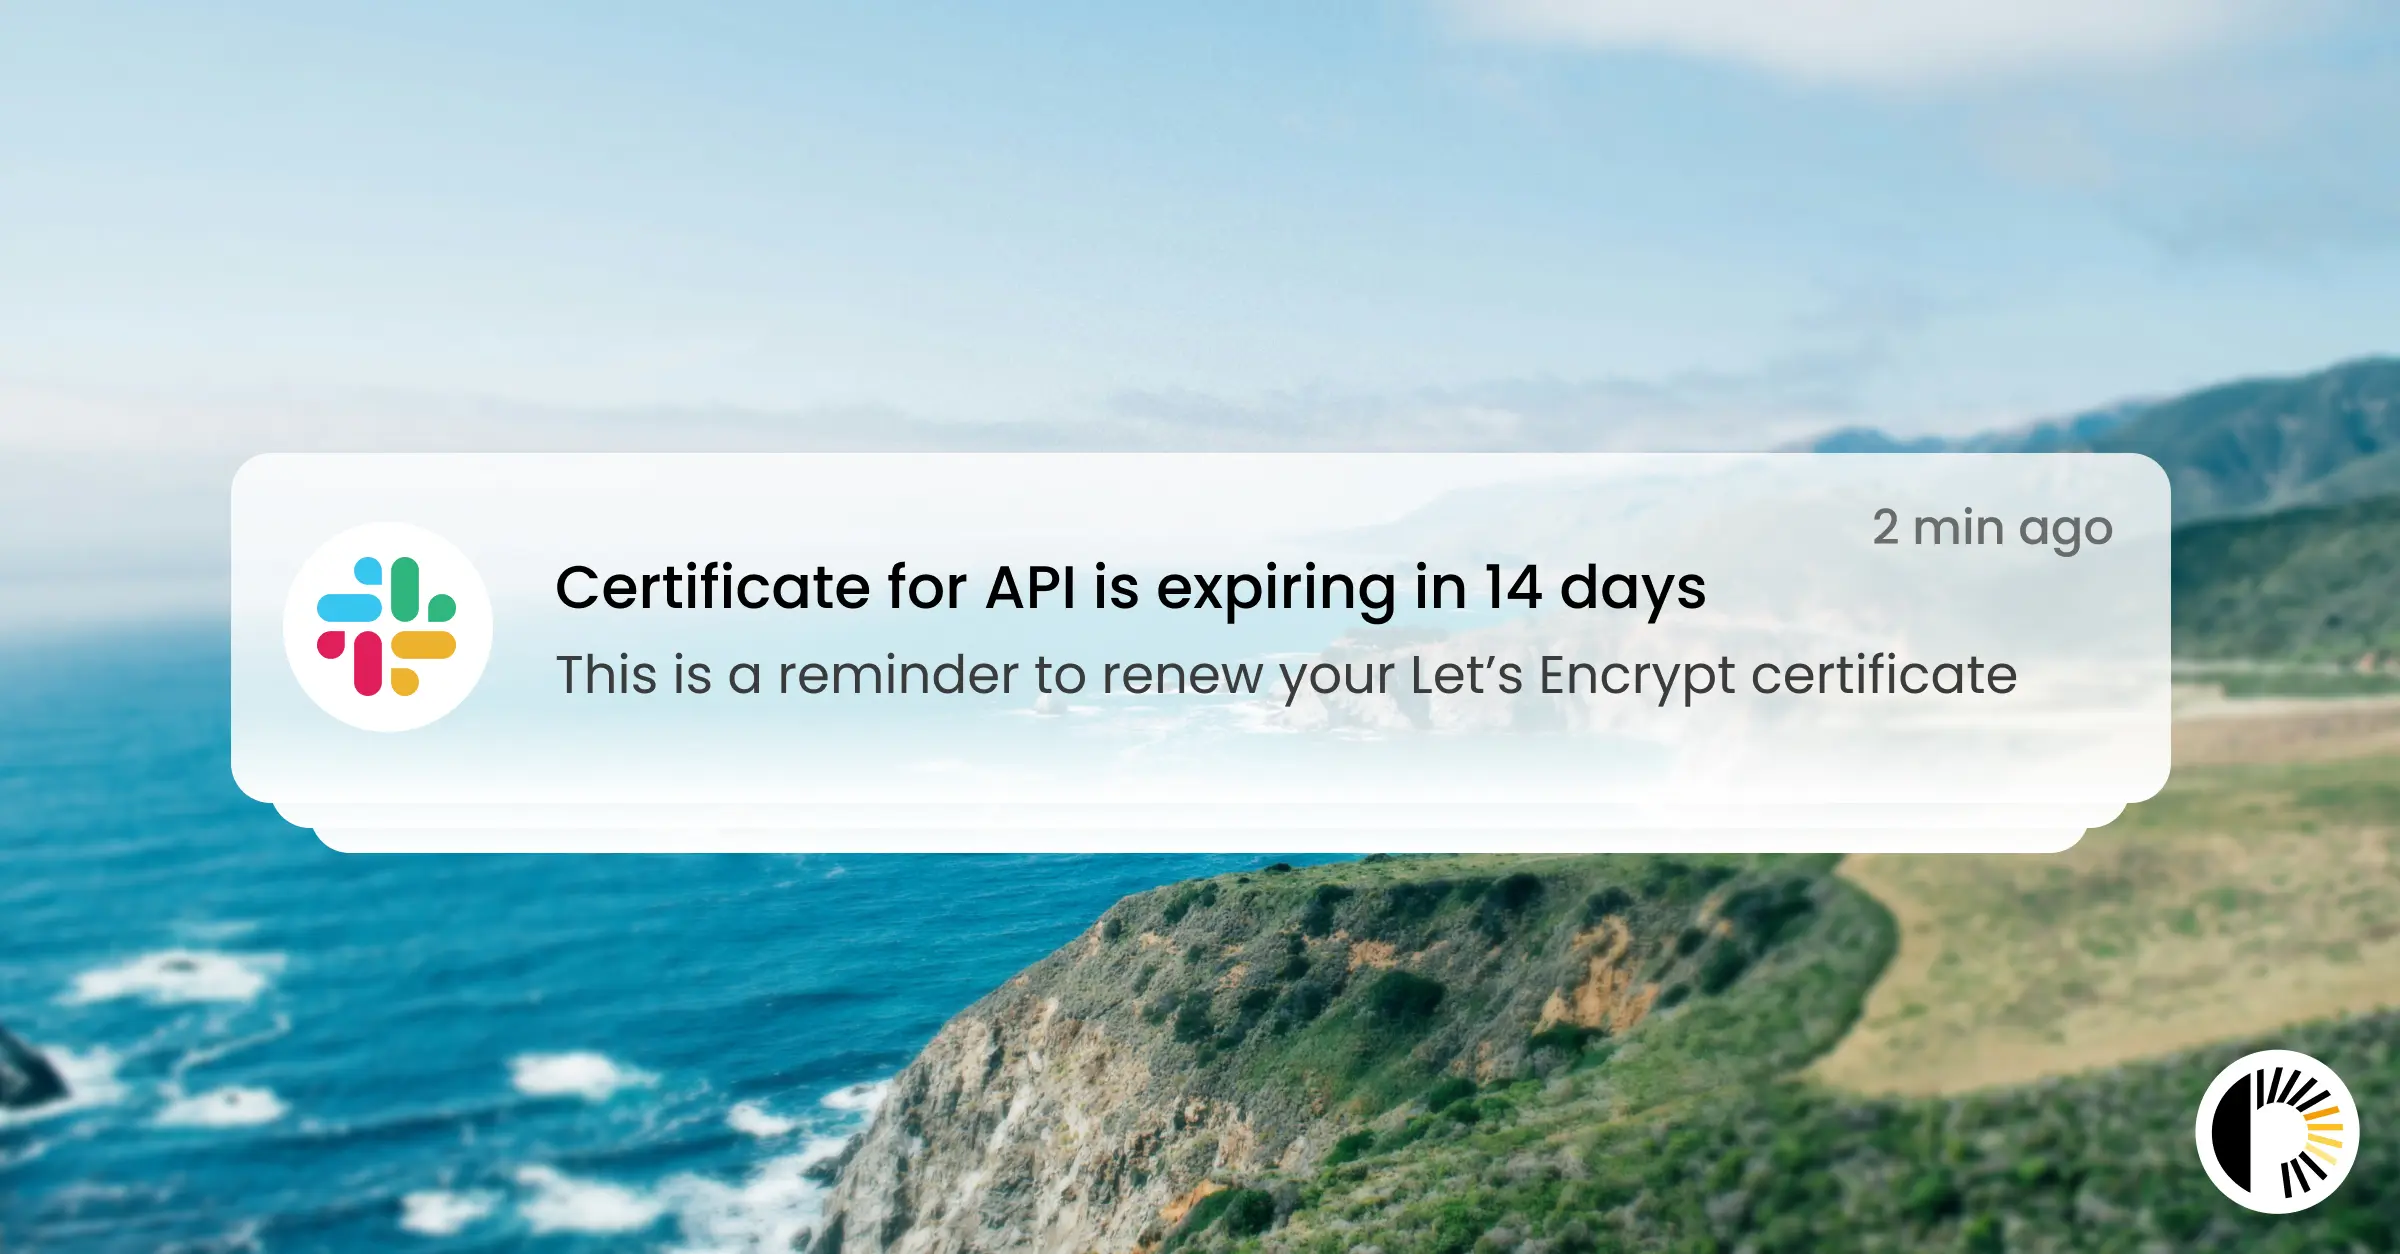 2 min ago
Certificate for API is expiring in 14 days
This is a reminder to renew your Let’s Encrypt certificate